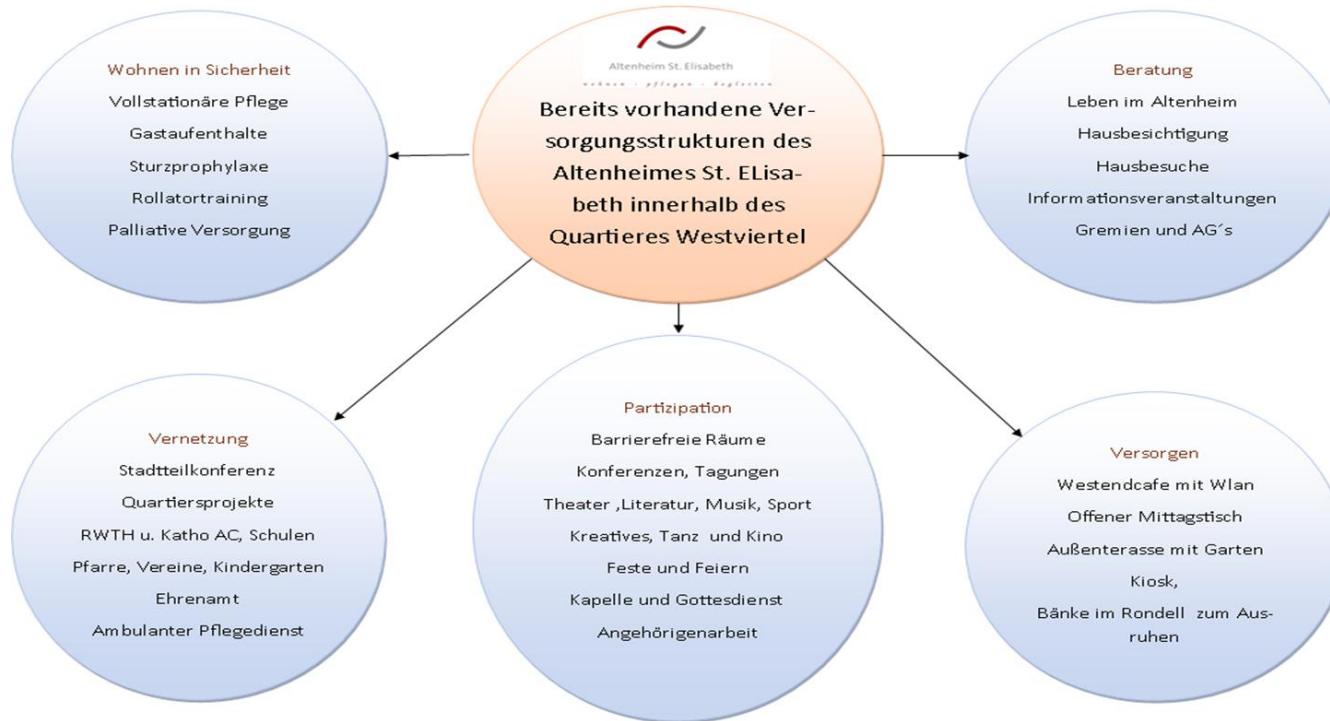 Altenheim St. Elisabeth
wohnen · pflegen · begleiten
Bereits vorhandene Ver-
sorgungsstrukturen des
Altenheimes St. ELisa-
beth innerhalb des
Quartieres Westviertel
Wohnen in Sicherheit
Vollstationäre Pflege
Gastaufenthalte
Sturzprophylaxe
Rollatortraining
Palliative Versorgung
Beratung
Leben im Altenheim
Hausbesichtigung
Hausbesuche
Informationsveranstaltungen
Gremien und AG´s
Vernetzung
Stadtteilkonferenz
Quartiersprojekte
RWTH u. Katho AC, Schulen
Pfarre, Vereine, Kindergarten
Ehrenamt
Ambulanter Pflegedienst
Partizipation
Barrierefreie Räume
Konferenzen, Tagungen
Theater ,Literatur, Musik, Sport
Kreatives, Tanz und Kino
Feste und Feiern
Kapelle und Gottesdienst
Angehörigenarbeit
Versorgen
Westendcafe mit Wlan
Offener Mittagstisch
Außenterasse mit Garten
Kiosk,
Bänke im Rondell zum Aus-
ruhen